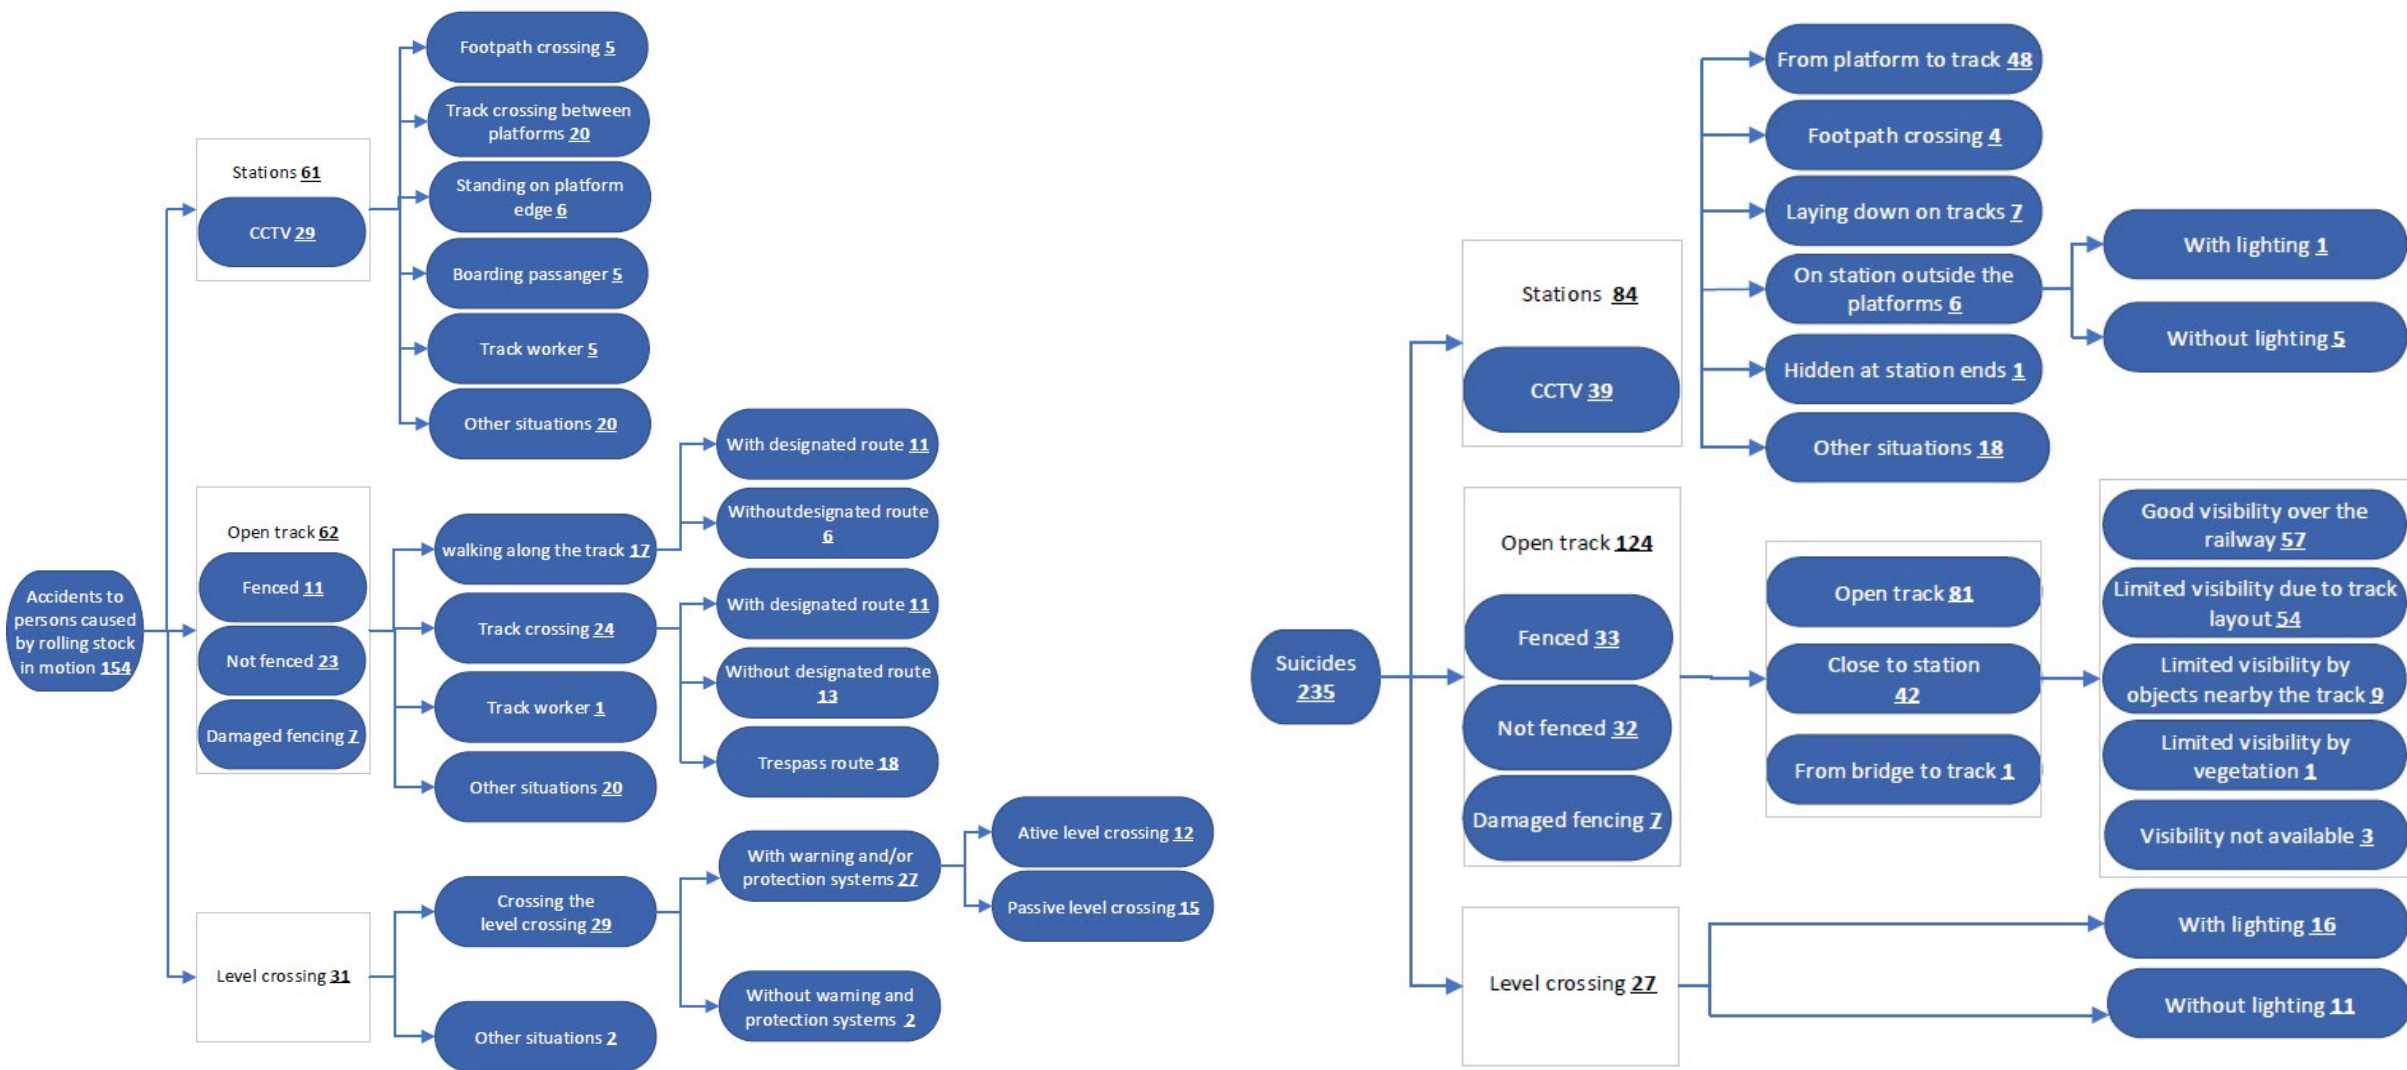 Accidents to
persons caused
by rolling stock
in motion 154
Stations 61
CCTV 29
Footpath crossing 5
Track crossing between
platforms 20
Standing on platform
edge 6
Boarding passanger 5
Track worker 5
Other situations 20
Open track 62
Fenced 11
Not fenced 23
Damaged fencing 7
walking along the track 17
With designated route 11
Withoutdesignated route
6
Track crossing 24
With designated route 11
Without designated route
13
Trespass route 18
Track worker 1
Other situations 20
Level crossing 31
Crossing the
level crossing 29
With warning and/or
protection systems 27
Ative level crossing 12
Passive level crossing 15
Without warning and
protection systems 2
Other situations 2
Suicides
235
Stations 84
CCTV 39
From platform to track 48
Footpath crossing 4
Laying down on tracks 7
On station outside the
platforms 6
With lighting 1
Without lighting 5
Hidden at station ends 1
Other situations 18
Open track 124
Fenced 33
Not fenced 32
Damaged fencing 7
Open track 81
Close to station
42
From bridge to track 1
Good visibility over the
railway 57
Limited visibility due to track
layout 54
Limited visibility by
objects nearby the track 9
Limited visibility by
vegetation 1
Visibility not available 3
Level crossing 27
With lighting 16
Without lighting 11